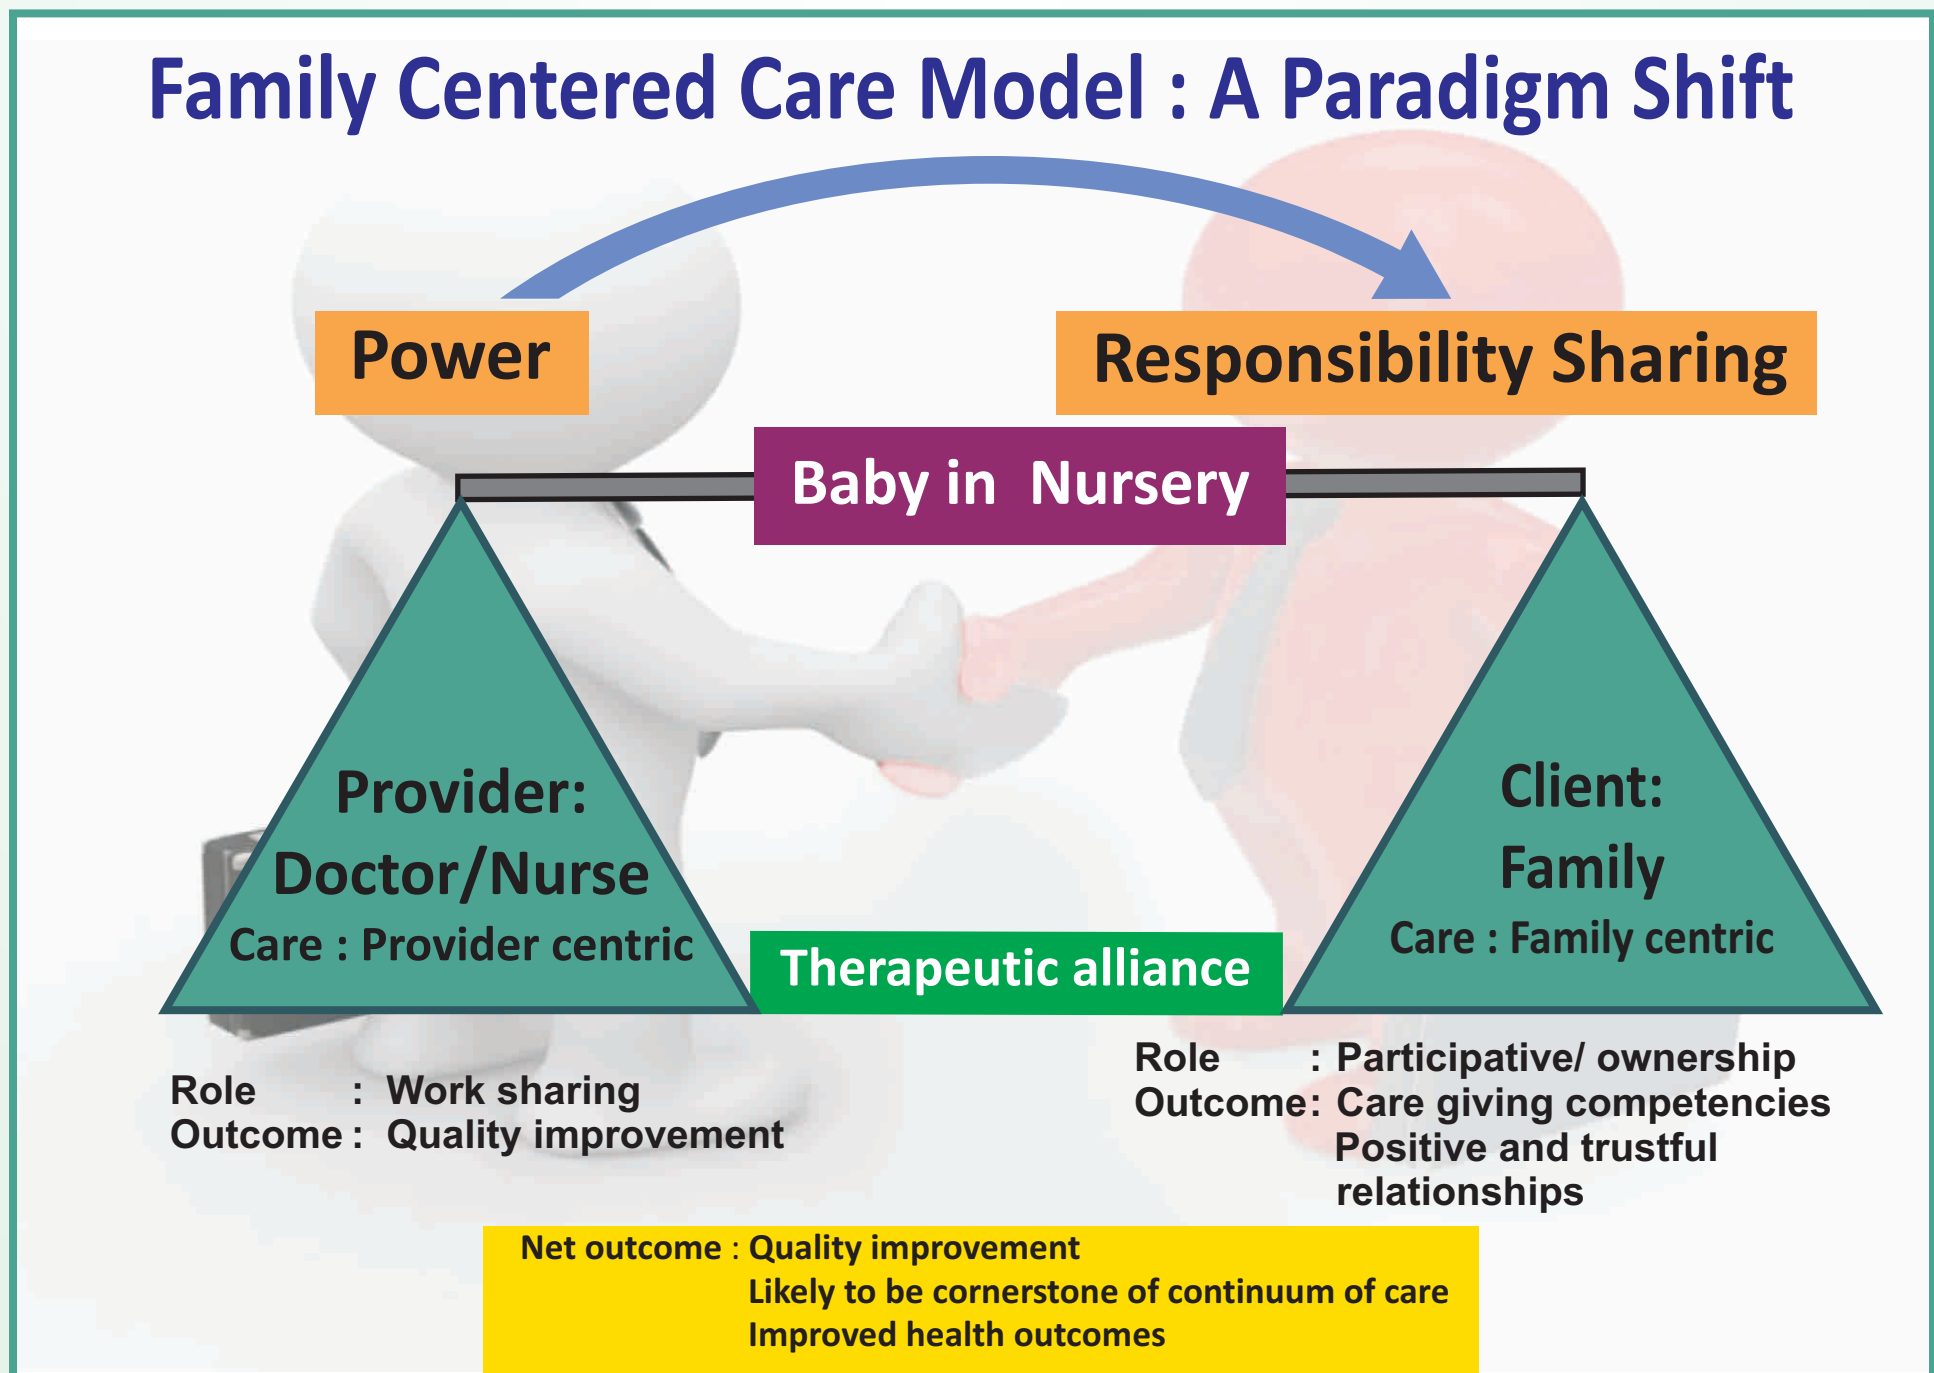 Family Centered Care Model : A Paradigm Shift
Power
Responsibility Sharing
Baby in Nursery
Provider:
Doctor/Nurse
Care : Provider centric
Client:
Family
Care : Family centric
Therapeutic alliance
Role : Work sharing
Outcome : Quality improvement
Role : Participative/ ownership
Outcome: Care giving competencies
Positive and trustful
relationships
Net outcome : Quality improvement
Likely to be cornerstone of continuum of care
Improved health outcomes